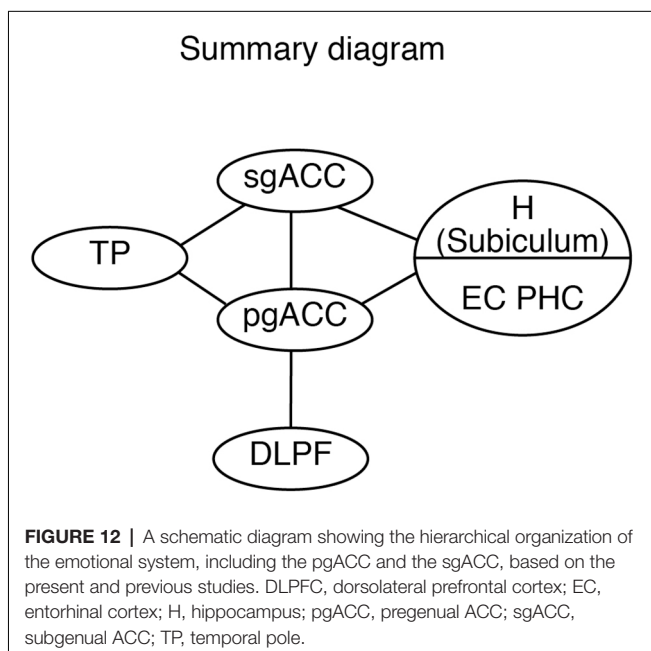 Summary diagram
sgACC
H
(Subiculum)
TP
EC PHC
pgACC
DLPF
FIGURE 12 | A schematic diagram showing the hierarchical organization of
the emotional system, including the pgACC and the sgACC, based on the
present and previous studies. DLPFC, dorsolateral prefrontal cortex; EC,
entorhinal cortex; H, hippocampus; pgACC, pregenual ACC; sgACC,
subgenual ACC; TP, temporal pole.